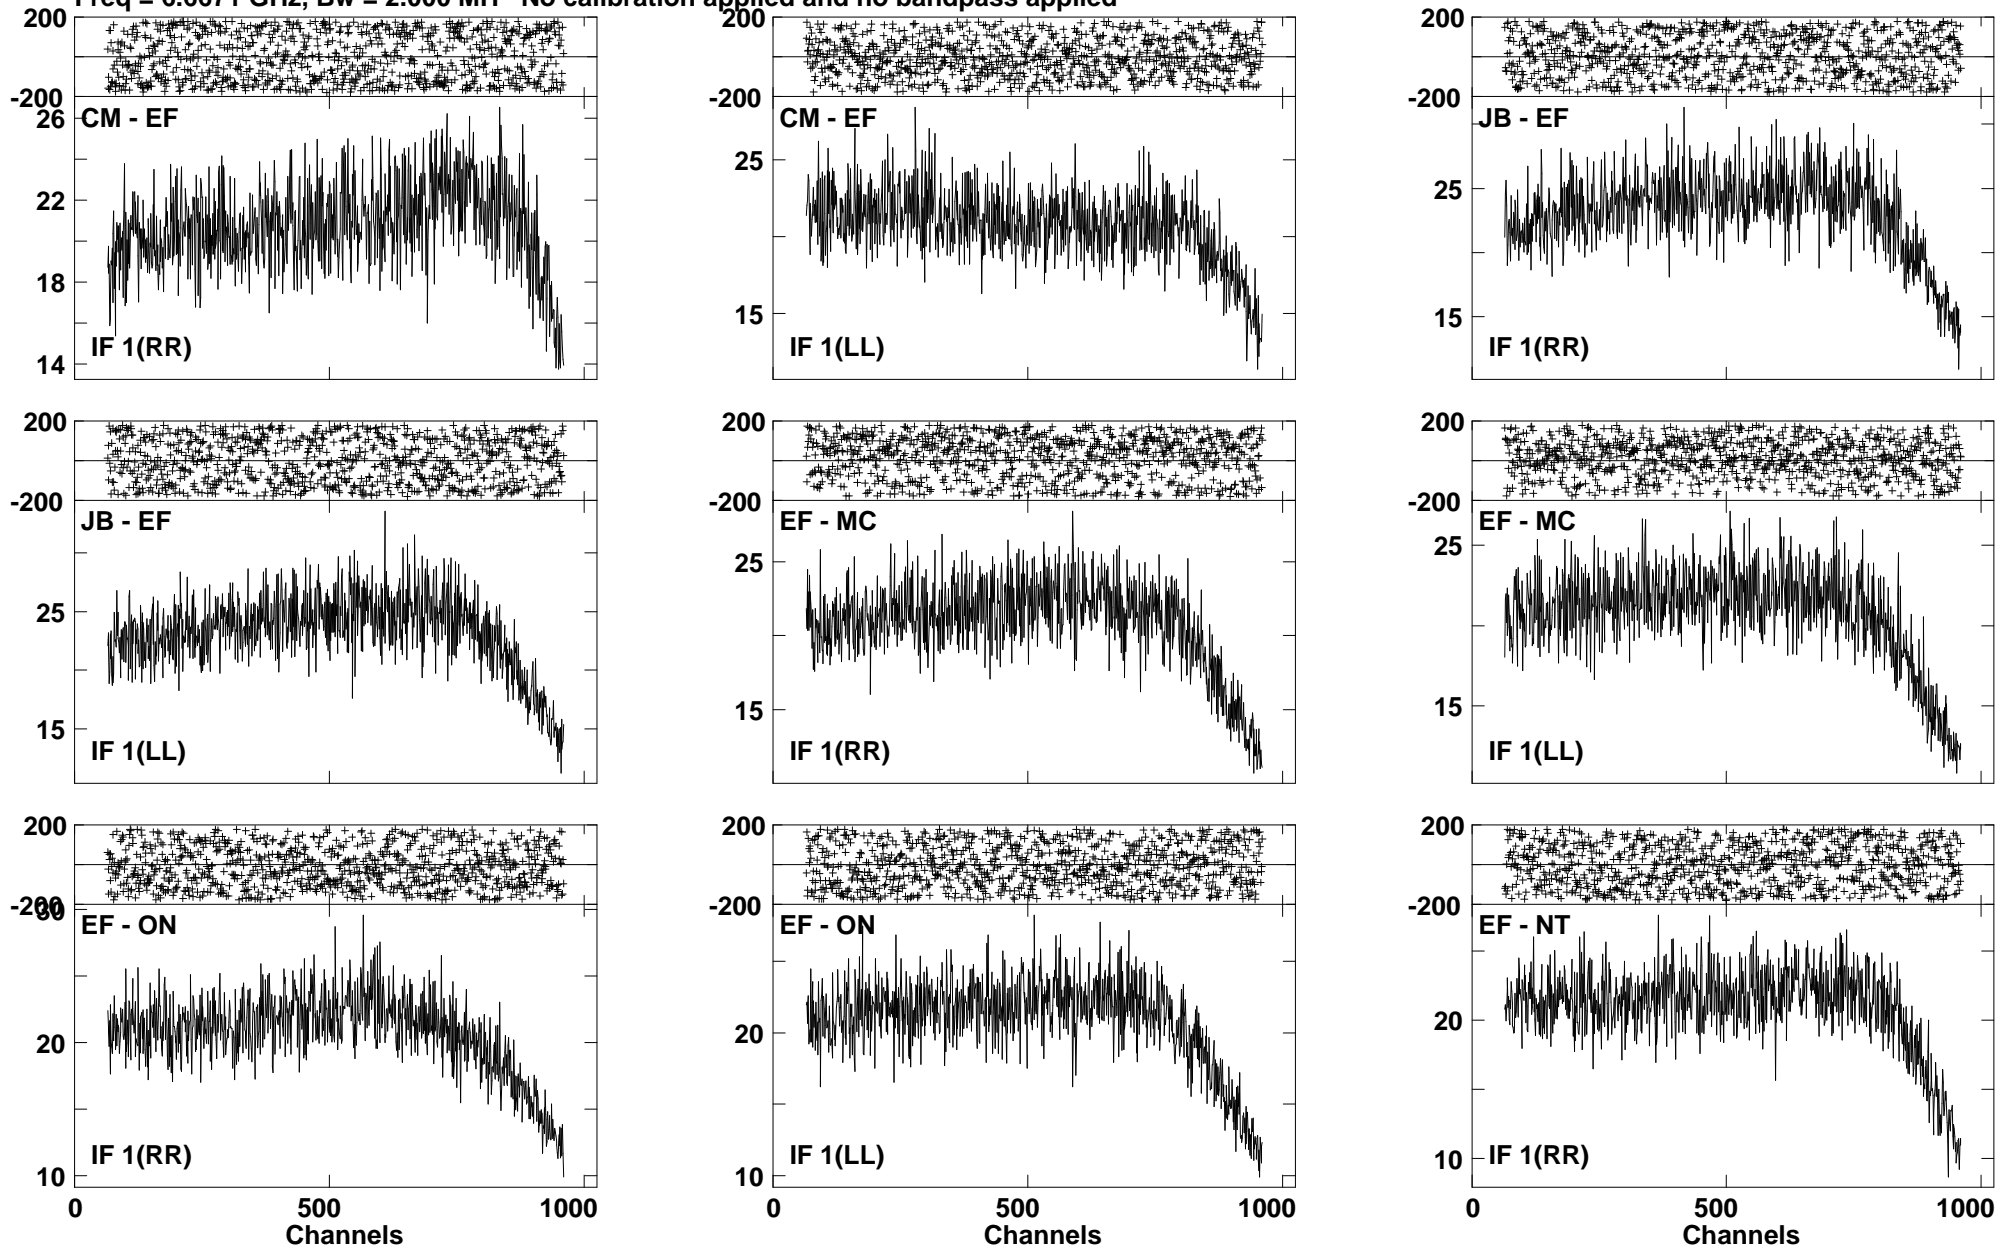 Freq = 6.6671 GHz, Bw = 2.000 MH No calibration applied and no bandpass applied
200
-200
26
22
18
14
CM - EF
IF 1(RR)
25
15
CM - EF
IF 1(LL)
200
-200
25
15
JB - EF
IF 1(RR)
200
-200
25
15
JB - EF
IF 1(LL)
25
15
EF - MC
IF 1(RR)
200
-200
25
15
EF - MC
IF 1(LL)
200
-200
30
20
10
EF - ON
IF 1(RR)
0 500 1000
Channels
20
10
EF - ON
IF 1(LL)
0 500 1000
Channels
200
-200
20
10
EF - NT
IF 1(RR)
0 500 1000
Channels